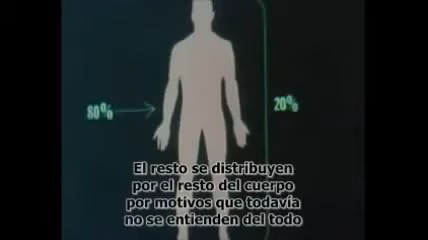 80%
20%
El resto se distribuyen
por el resto del cuerpo
por motivos que todavía
no se entienden del todo